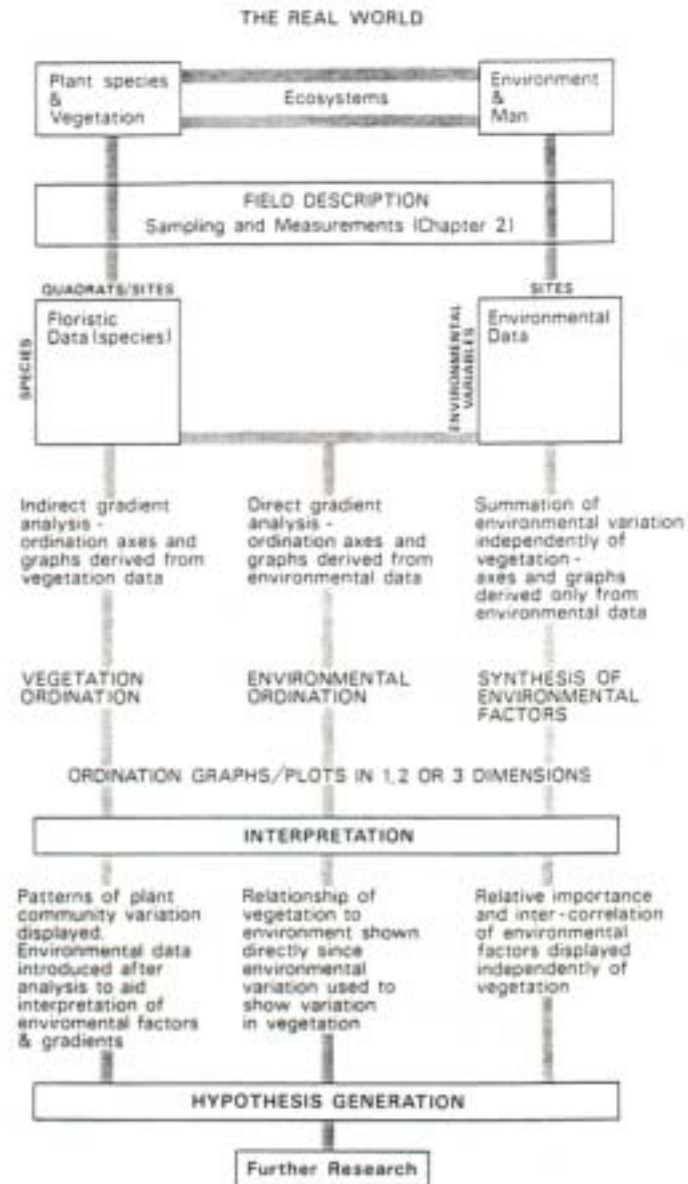 THE REAL WORLD
Plant species
&
Vegetation
Ecosystems
Environment
&
Man
FIELD DESCRIPTION
Sampling and Measurements (Chapter 2)
QUADRATS/SITES
SPECIES
Floristic
Data (species)
SITES
ENVIRONMENTAL
VARIABLES
Environmental
Data
Indirect gradient
analysis -
ordination axes and
graphs derived from
vegetation data
Direct gradient
analysis -
ordination axes and
graphs derived from
environmental data
Summation of
environmental variation
independently of
vegetation -
axes and graphs
derived only from
environmental data
VEGETATION
ORDINATION
ENVIRONMENTAL
ORDINATION
SYNTHESIS OF
ENVIRONMENTAL
FACTORS
ORDINATION GRAPHS/PLOTS IN 1,2 OR 3 DIMENSIONS
INTERPRETATION
Patterns of plant
community variation
displayed.
Environmental data
introduced after
analysis to aid
interpretation of
enviromental factors
& gradients
Relationship of
vegetation to
environment shown
directly since
environmental
variation used to
show variation
in vegetation
Relative importance
and inter-correlation
of environmental
factors displayed
independently of
vegetation
HYPOTHESIS GENERATION
Further Research